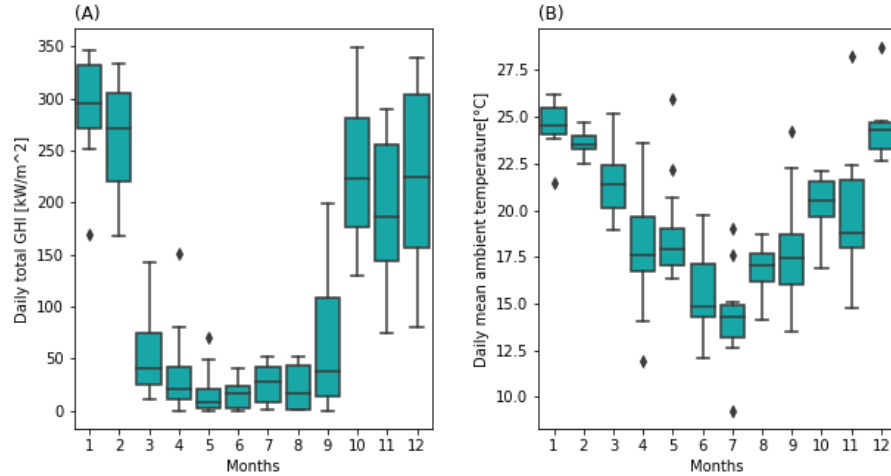 (A)
Daily total GHI [kW/m^2]
350
300
250
200
150
100
50
0
1 2 3 4 5 6 7 8 9 10 11 12
Months
(B)
Daily mean ambient temperature[°C]
27.5
25.0
22.5
20.0
17.5
15.0
12.5
10.0
1 2 3 4 5 6 7 8 9 10 11 12
Months